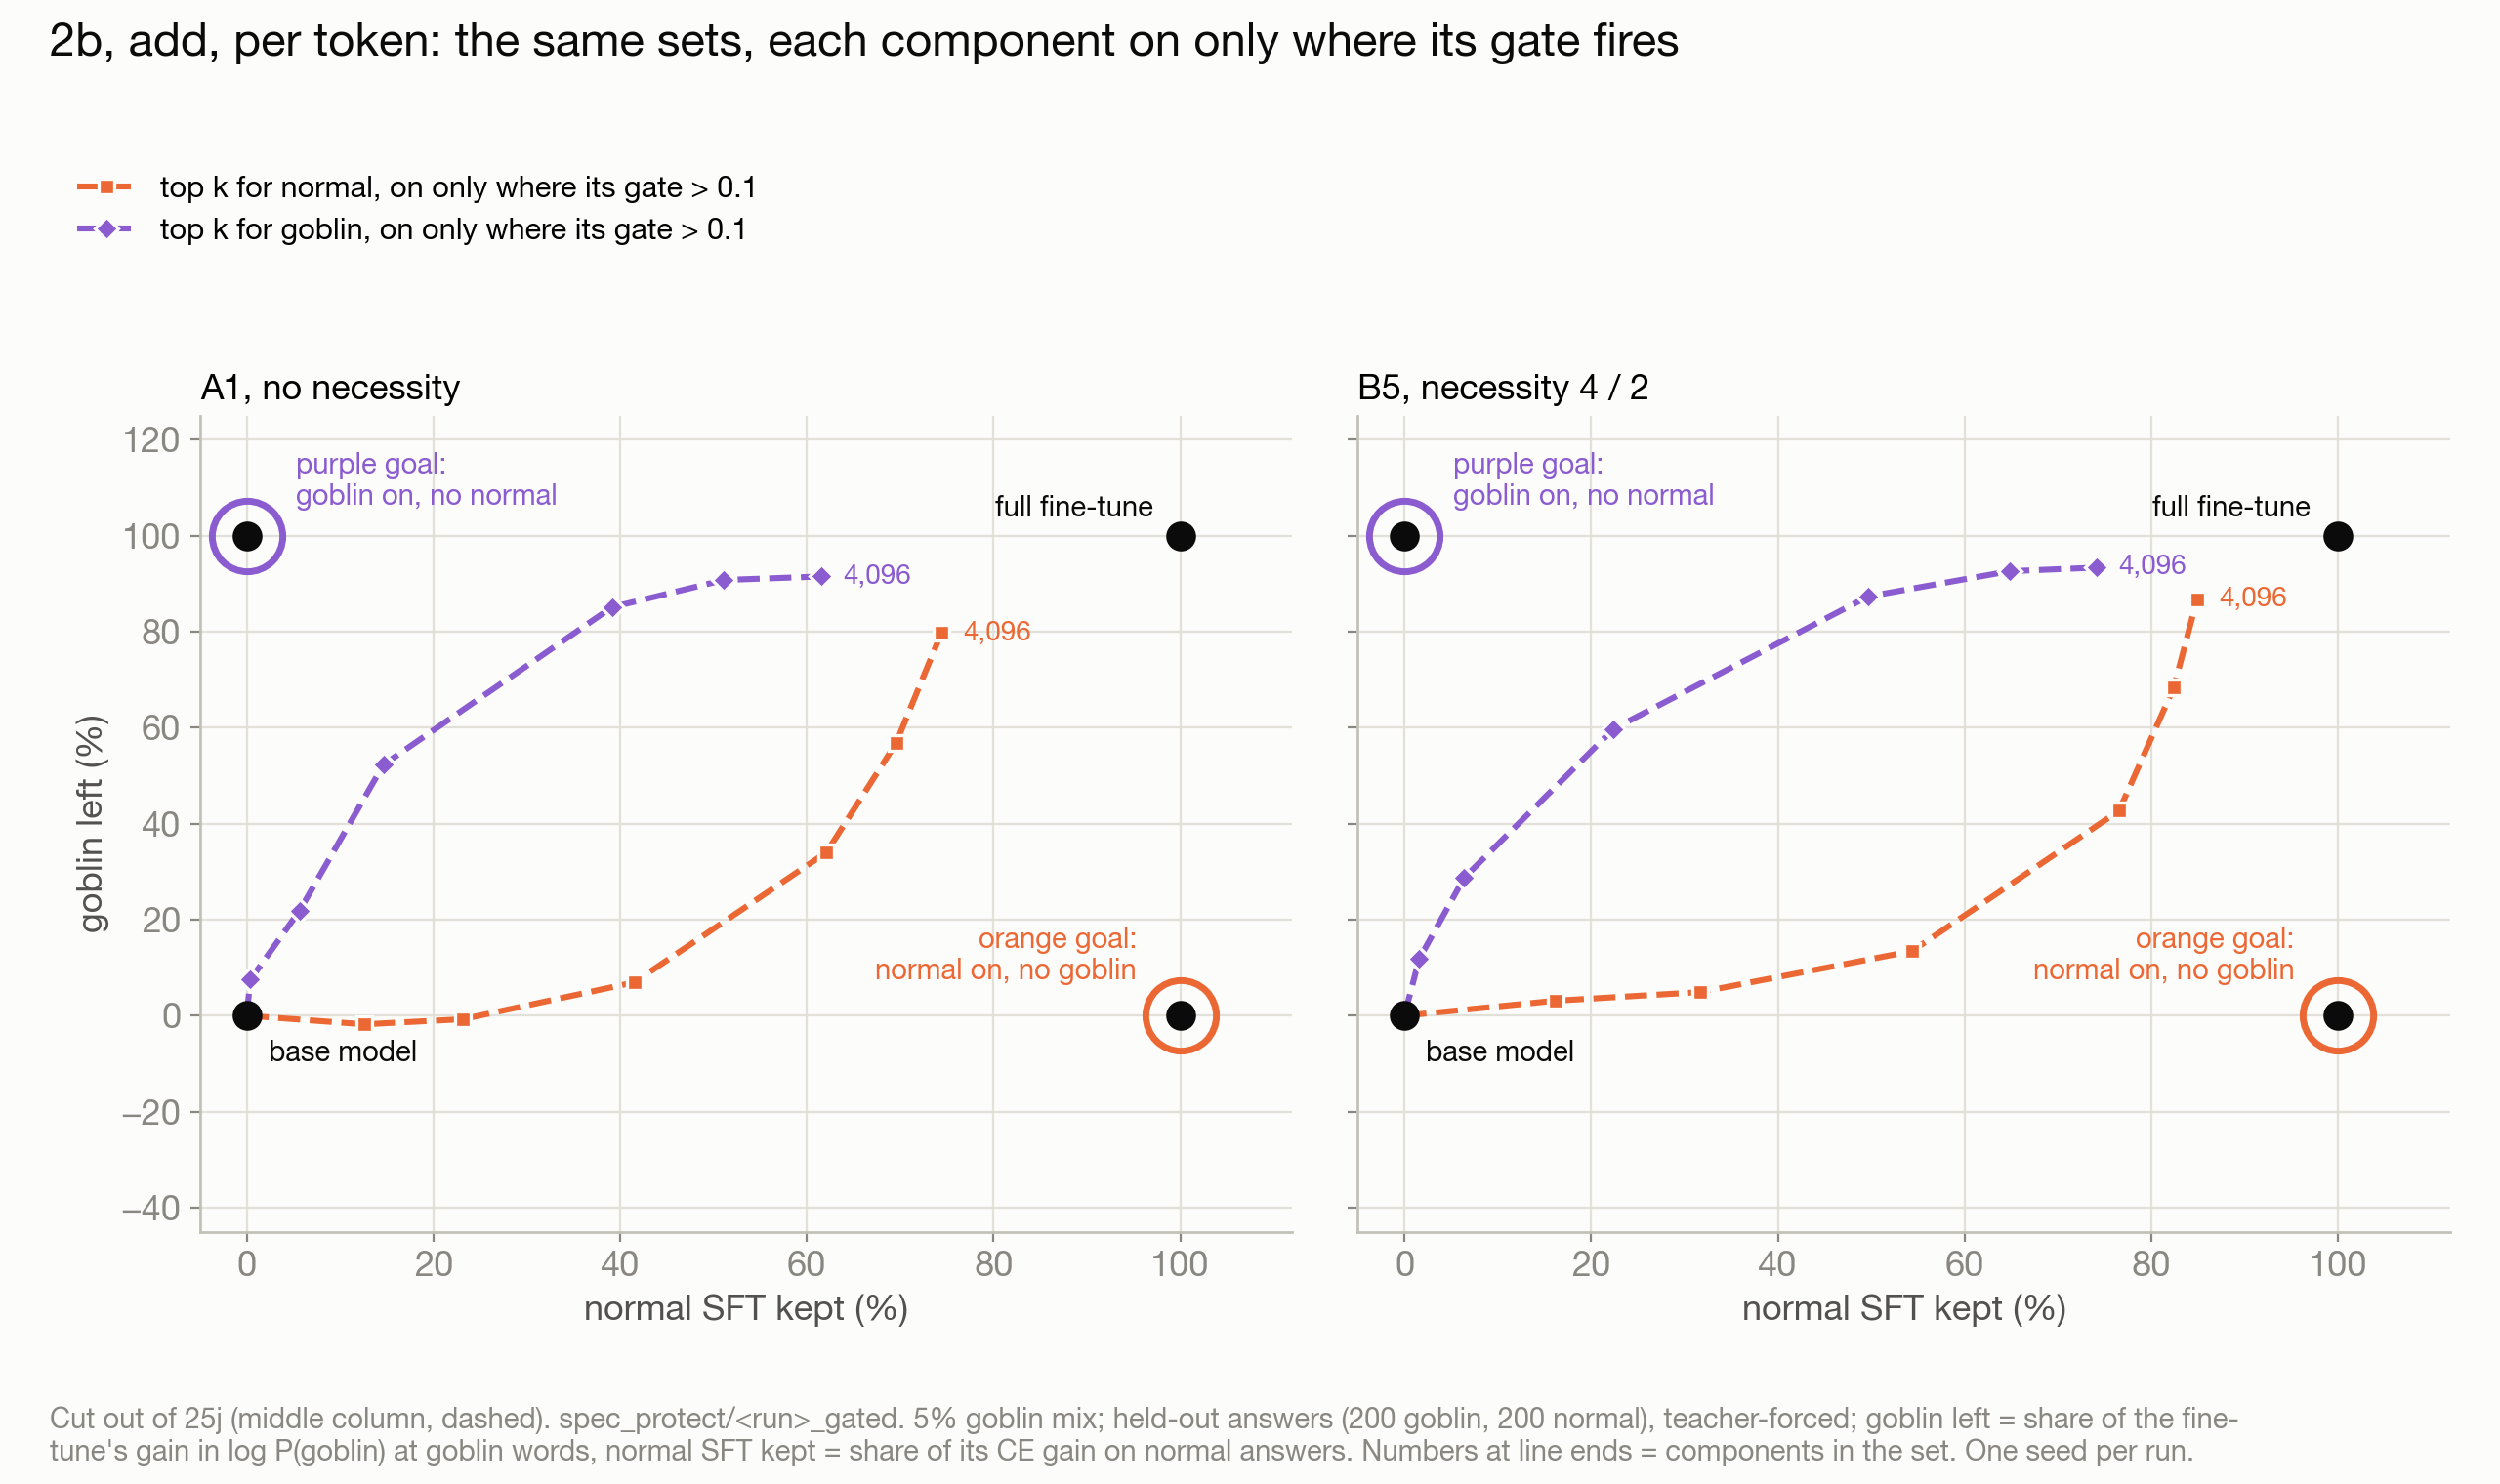 2b, add, per token: the same sets, each component on only where its gate fires
top k for normal, on only where its gate > 0.1
top k for goblin, on only where its gate > 0.1
A1, no necessity
120
100
80
60
40
20
0
−20
−40
goblin left (%)
purple goal:
goblin on, no normal
full fine-tune
4,096
4,096
orange goal:
normal on, no goblin
base model
0
20
40
60
80
100
normal SFT kept (%)
B5, necessity 4 / 2
purple goal:
goblin on, no normal
full fine-tune
4,096
4,096
orange goal:
normal on, no goblin
base model
0
20
40
60
80
100
normal SFT kept (%)
Cut out of 25j (middle column, dashed). spec_protect/<run>_gated. 5% goblin mix; held-out answers (200 goblin, 200 normal), teacher-forced; goblin left = share of the fine-
tune's gain in log P(goblin) at goblin words, normal SFT kept = share of its CE gain on normal answers. Numbers at line ends = components in the set. One seed per run.